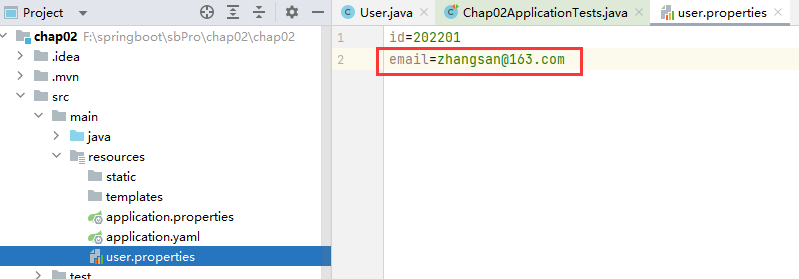 Project
User.java
Chap02ApplicationTests.java
user.properties
chap02 F:\springboot\sbPro\chap02\chap02
.idea
.mvn
src
main
java
resources
static
templates
application.properties
application.yaml
user.properties
test
1 id=202201
2 email=zhangsan@163.com